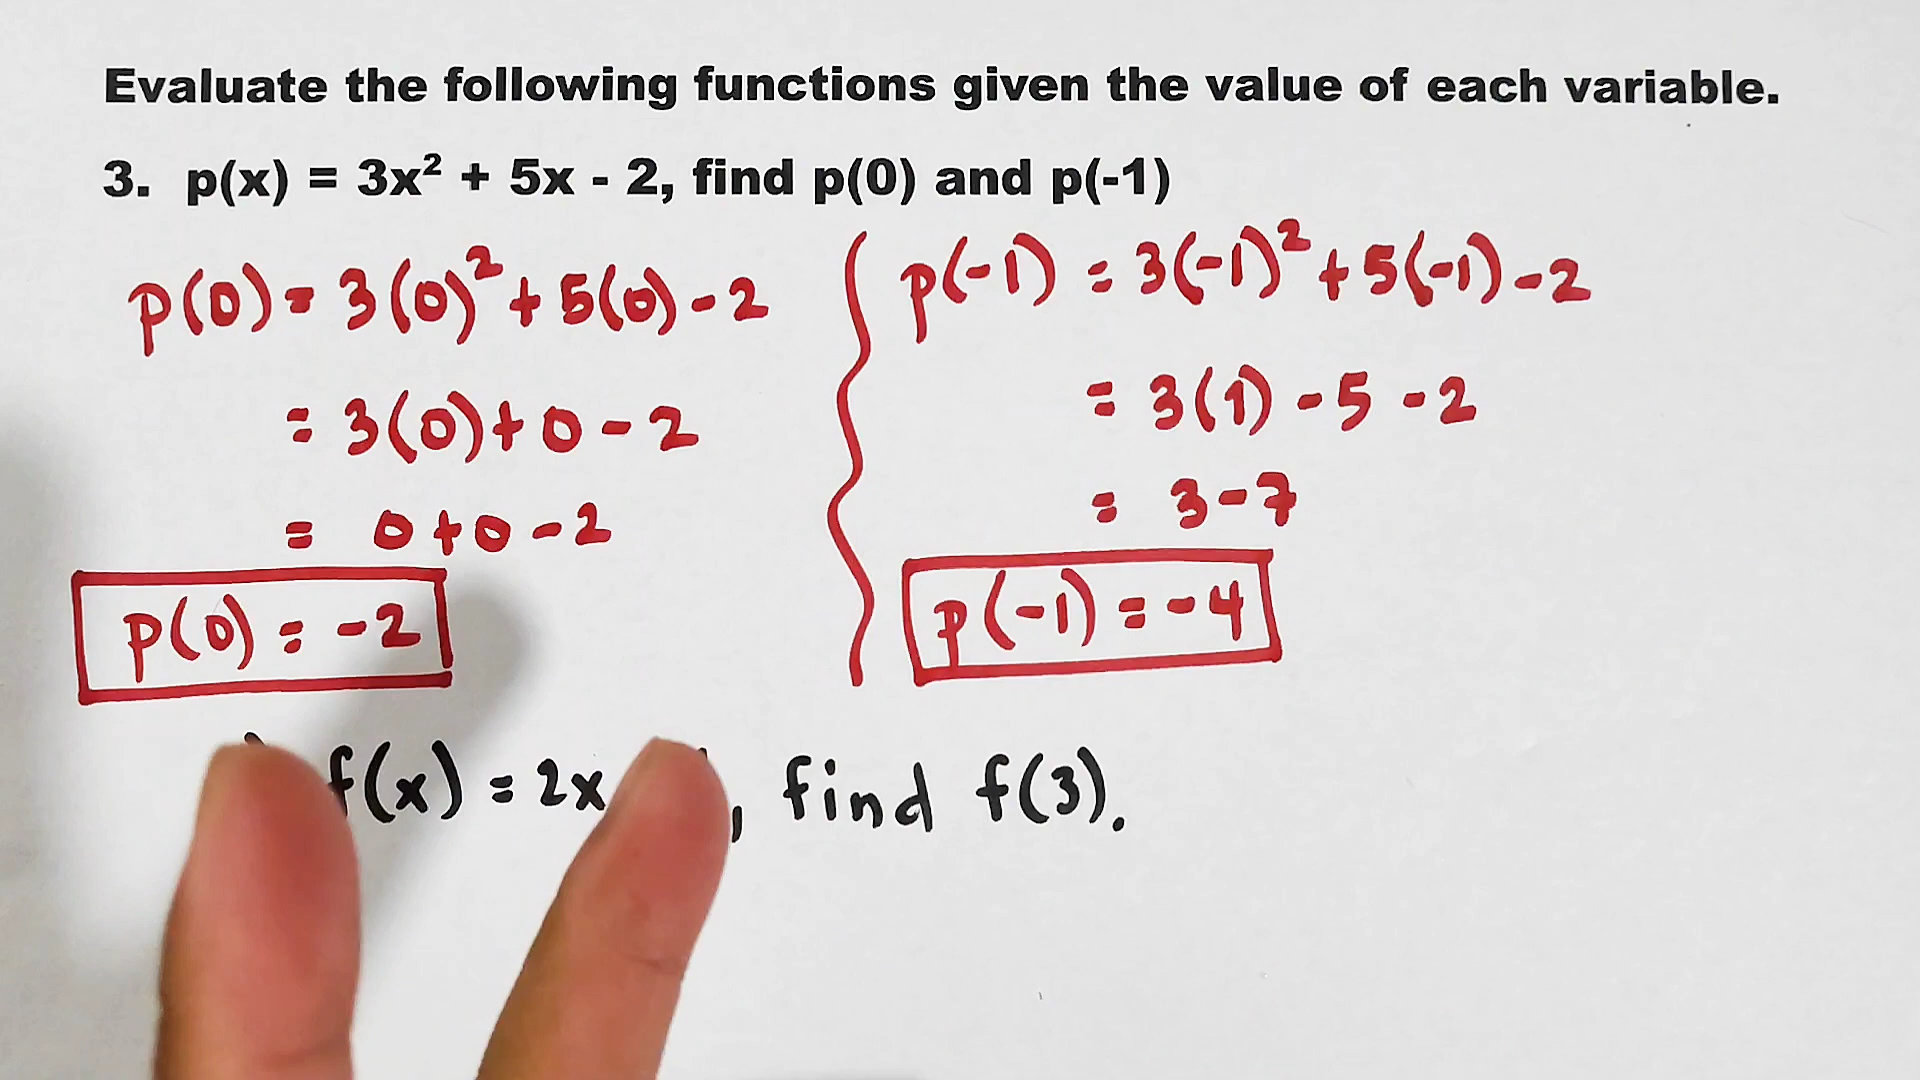 Evaluate the following functions given the value of each variable.
3. p(x) = 3x² + 5x - 2, find p(0) and p(-1)
p(0) = 3(0)² + 5(0) - 2
= 3(0) + 0 - 2
= 0 + 0 - 2
p(0) = -2
p(-1) = 3(-1)² + 5(-1) - 2
= 3(1) - 5 - 2
= 3 - 7
p(-1) = -4
f(x) = 2x , find f(3).